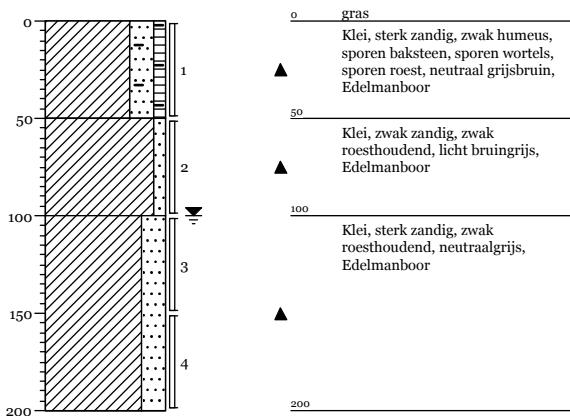 0
50
100
150
200
1
2
3
4
0 gras
Klei, sterk zandig, zwak humeus,
sporen baksteen, sporen wortels,
sporen roest, neutraal grijsbruin,
Edelmanboor
50
Klei, zwak zandig, zwak
roesthoudend, licht bruingrijs,
Edelmanboor
100
Klei, sterk zandig, zwak
roesthoudend, neutraalgrijs,
Edelmanboor
200